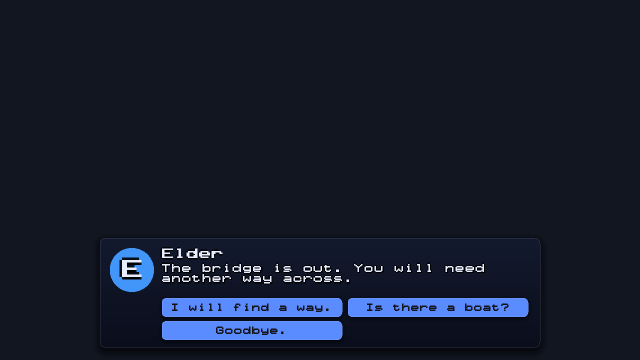 E
Elder
The bridge is out. You will need
another way across.
I will find a way.
Is there a boat?
Goodbye.